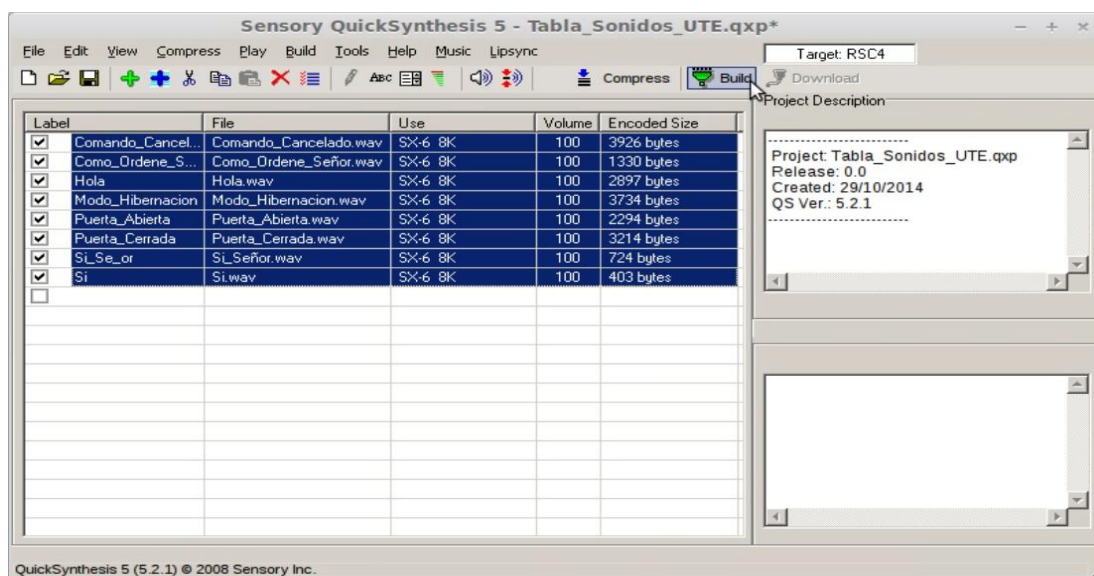 Sensory QuickSynthesis 5 - Tabla_Sonidos_UTE.qxp*
File Edit View Compress Play Build Tools Help Music Lipsync
Target: RSC4
ABC Compress Build Download
Project Description
Label File Use Volume Encoded Size
Comando_Cancel... Comando_Cancelado.wav SX-6 8K 100 3926 bytes
Como_Ordene_S... Como_Ordene_Señor.wav SX-6 8K 100 1330 bytes
Hola Hola.wav SX-6 8K 100 2897 bytes
Modo_Hibernacion Modo_Hibernacion.wav SX-6 8K 100 3734 bytes
Puerta_Abierta Puerta_Abierta.wav SX-6 8K 100 2294 bytes
Puerta_Cerrada Puerta_Cerrada.wav SX-6 8K 100 3214 bytes
Si_Se_or Si_Señor.wav SX-6 8K 100 724 bytes
Si Si.wav SX-6 8K 100 403 bytes
-------------------------
Project: Tabla_Sonidos_UTE.qxp
Release: 0.0
Created: 29/10/2014
QS Ver.: 5.2.1
-------------------------
QuickSynthesis 5 (5.2.1) © 2008 Sensory Inc.